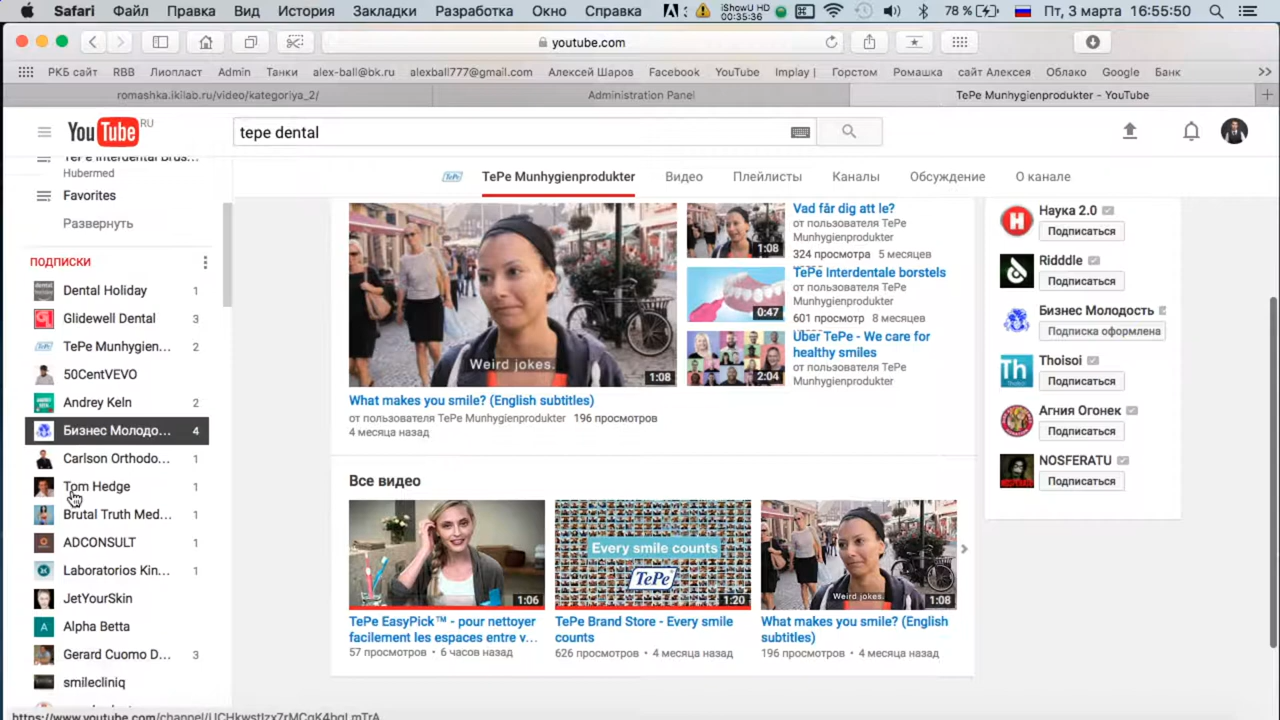 Safari Файл Правка Вид История Закладки Разработка Окно Справка iShowU HD 00:35:36 78 % Пт, 3 марта 16:55:50
youtube.com
РКБ сайт RBB Лиопласт Admin Танки alex-ball@bk.ru alexball777@gmail.com Алексей Шаров Facebook YouTube Implay | Горстом Ромашка сайт Алексея Облако Google Банк >>
romashka.ikilab.ru/video/kategoriya_2/ Administration Panel TePe Munhygienprodukter - YouTube
YouTube RU
tepe dental
TePe Munhygienprodukter Видео Плейлисты Каналы Обсуждение О канале
TePe Interdental Brus...
Hubermed
Favorites
Развернуть
ПОДПИСКИ
Dental Holiday 1
Glidewell Dental 3
TePe Munhygien... 2
50CentVEVO
Andrey Keln 2
Бизнес Молодо... 4
Carlson Orthodo... 1
Tom Hedge 1
Brutal Truth Med... 1
ADCONSULT 1
Laboratorios Kin... 1
JetYourSkin
Alpha Betta
Gerard Cuomo D... 3
smilecliniq
Weird jokes.
1:08
What makes you smile? (English subtitles)
от пользователя TePe Munhygienprodukter 196 просмотров
4 месяца назад
1:08
Vad får dig att le?
от пользователя TePe
Munhygienprodukter
324 просмотра 5 месяцев
0:47
TePe Interdentale borstels
от пользователя TePe
Munhygienprodukter
601 просмотр 8 месяцев
2:04
Über TePe - We care for
healthy smiles
от пользователя TePe
Munhygienprodukter
Все видео
1:06
TePe EasyPick™ - pour nettoyer
facilement les espaces entre v...
57 просмотров • 6 часов назад
Every smile counts
TePe
1:20
TePe Brand Store - Every smile
counts
626 просмотров • 4 месяца назад
Weird jokes.
1:08
What makes you smile? (English
subtitles)
196 просмотров • 4 месяца назад
Наука 2.0
Подписаться
Ridddle
Подписаться
Бизнес Молодость
Подписка оформлена
Th
Thoisoi
Подписаться
Агния Огонек
Подписаться
NOSFERATU
Подписаться